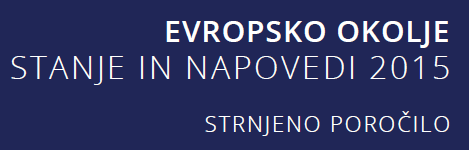 EVROPSKO OKOLJE
STANJE IN NAPOVEDI 2015
STRNJENO POROČILO